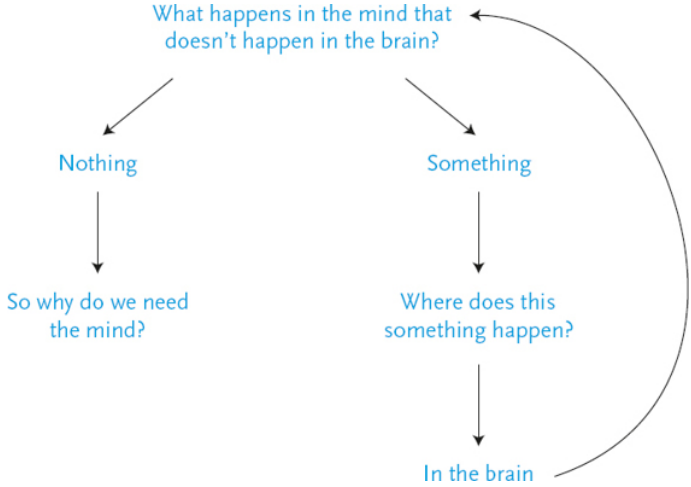 What happens in the mind that
doesn't happen in the brain?
Nothing
Something
So why do we need
the mind?
Where does this
something happen?
In the brain